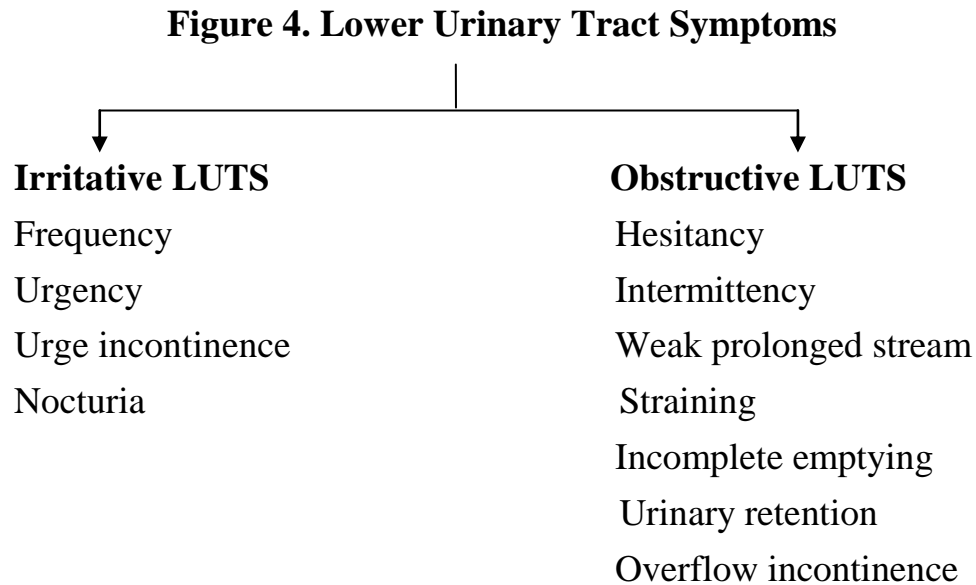 Figure 4. Lower Urinary Tract Symptoms
Irritative LUTS
Frequency
Urgency
Urge incontinence
Nocturia
Obstructive LUTS
Hesitancy
Intermittency
Weak prolonged stream
Straining
Incomplete emptying
Urinary retention
Overflow incontinence